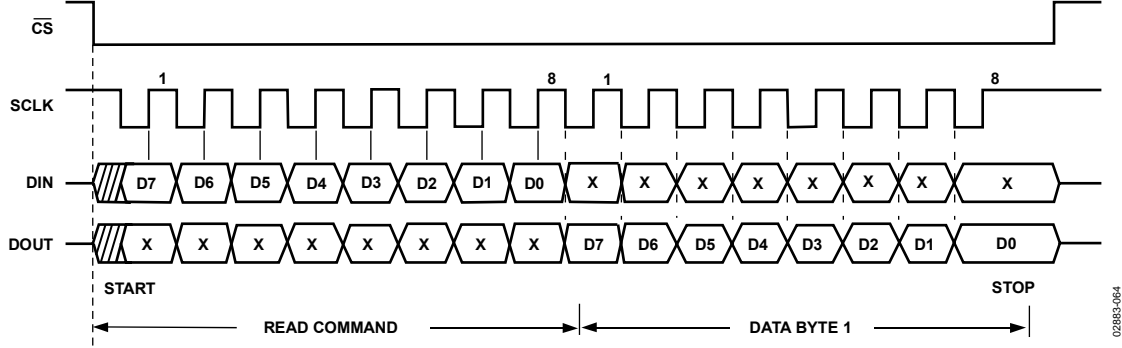 CS
1 8 1 8
SCLK
DIN D7 D6 D5 D4 D3 D2 D1 D0 X X X X X X X X
DOUT X X X X X X X X D7 D6 D5 D4 D3 D2 D1 D0
START STOP
READ COMMAND DATA BYTE 1
02883-064